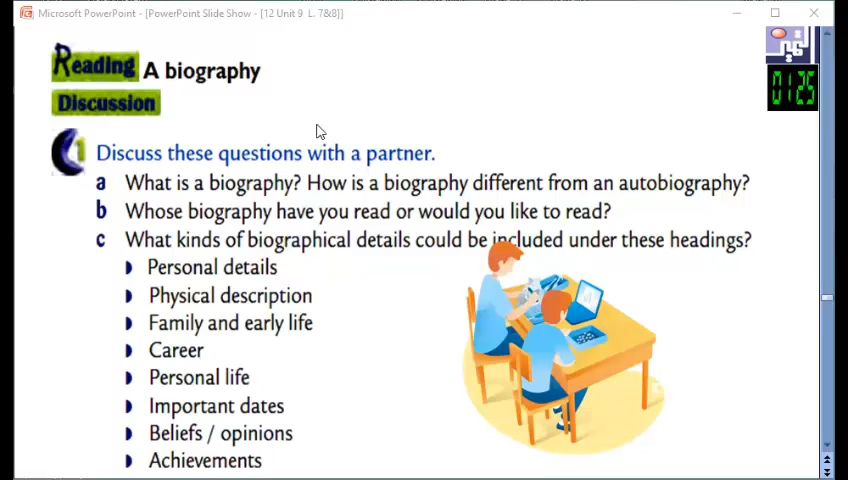 Microsoft PowerPoint - [PowerPoint Slide Show - [12 Unit 9 L. 7&8]]
Reading A biography
Discussion
1 Discuss these questions with a partner.
a What is a biography? How is a biography different from an autobiography?
b Whose biography have you read or would you like to read?
c What kinds of biographical details could be included under these headings?
Personal details
Physical description
Family and early life
Career
Personal life
Important dates
Beliefs / opinions
Achievements
01:25